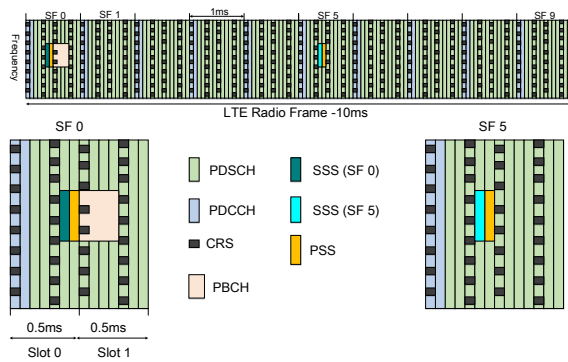 SF 0 SF 1 1ms SF 5 SF 9
Frequency
LTE Radio Frame -10ms
SF 0 SF 5
PDSCH SSS (SF 0)
PDCCH SSS (SF 5)
CRS PSS
PBCH
0.5ms 0.5ms
Slot 0 Slot 1